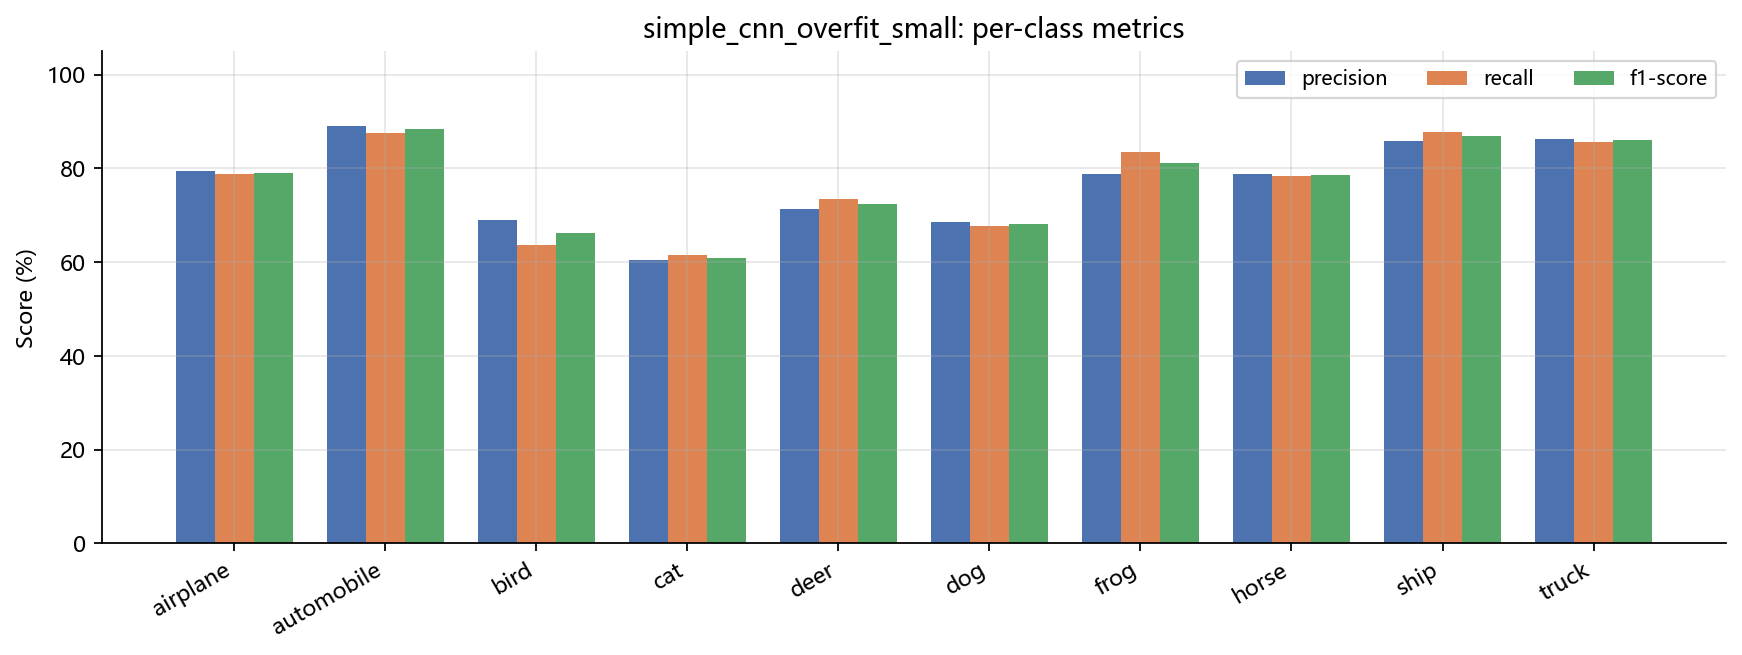 simple_cnn_overfit_small: per-class metrics
precision recall f1-score
Score (%)
100
80
60
40
20
0
airplane automobile bird cat deer dog frog horse ship truck